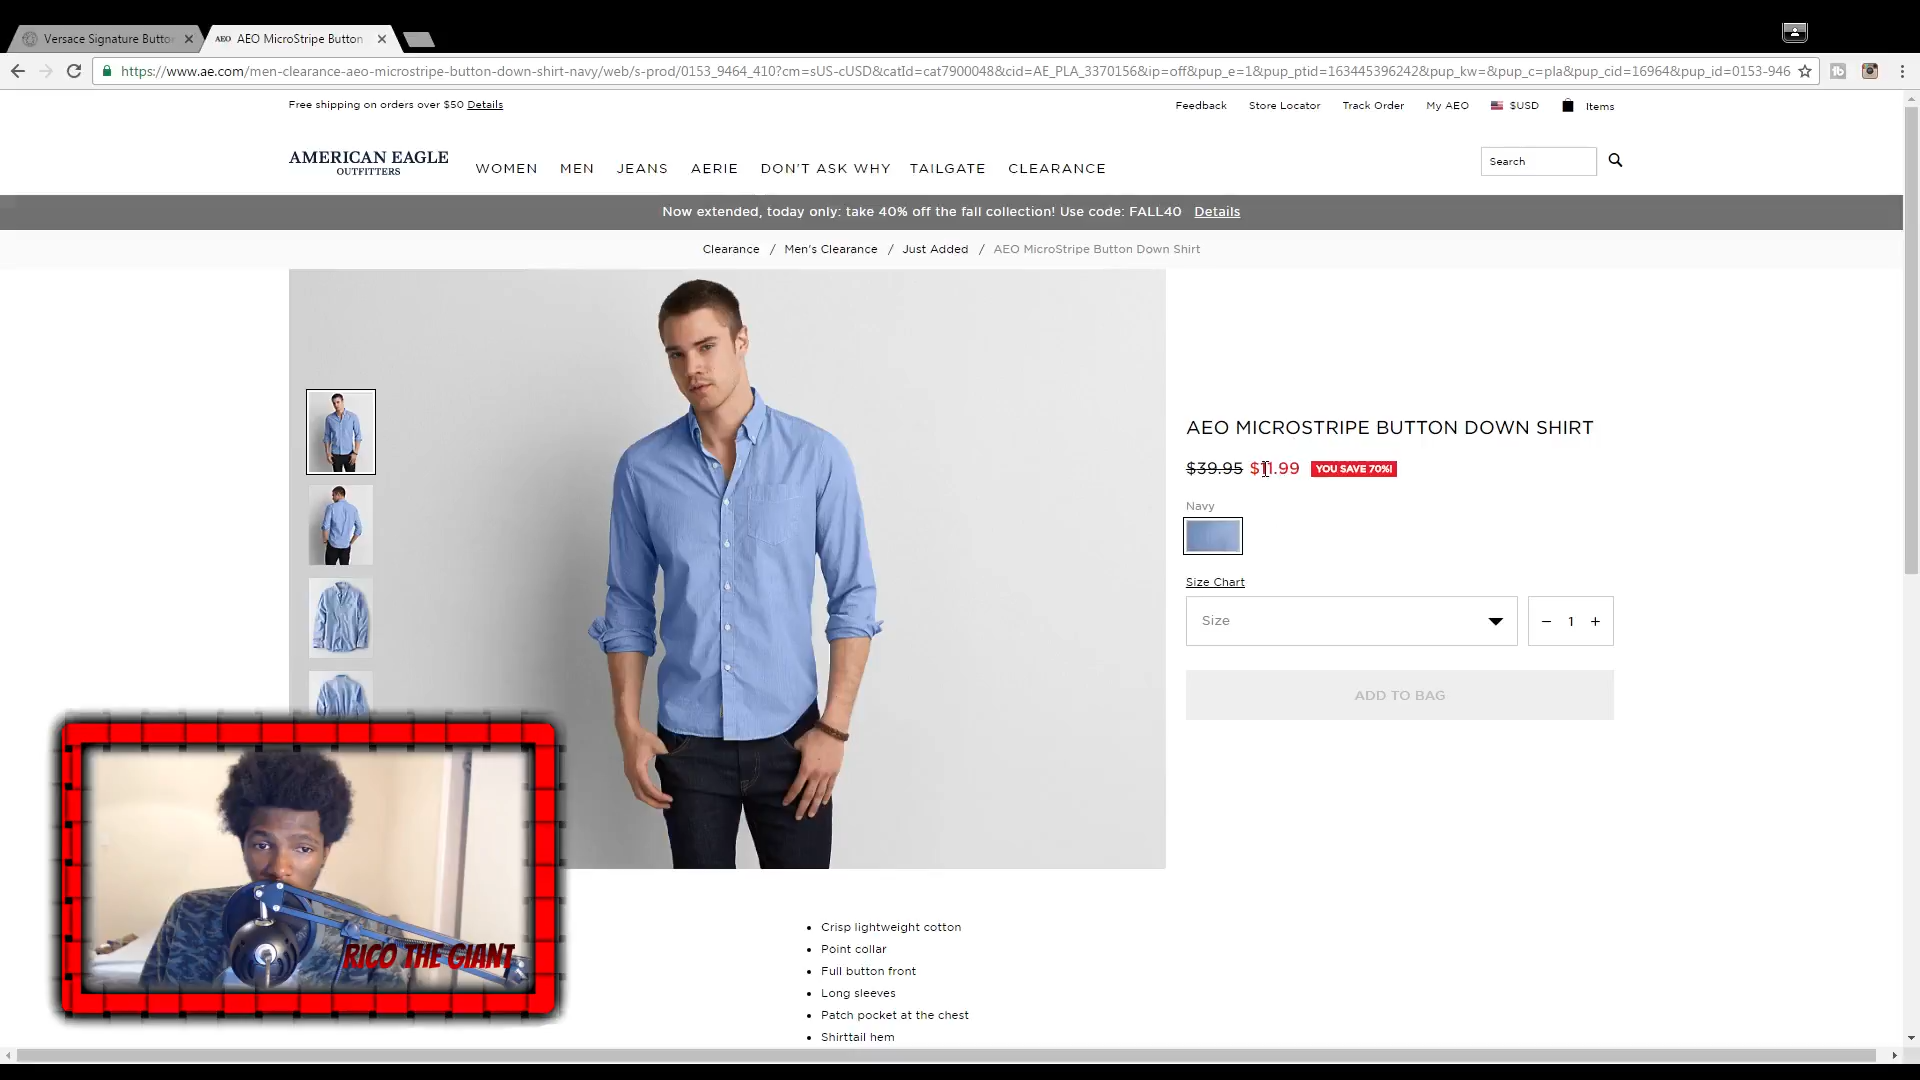 Versace Signature Butto
AEO AEO MicroStripe Button
https://www.ae.com/men-clearance-aeo-microstripe-button-down-shirt-navy/web/s-prod/0153_9464_410?cm=sUS-cUSD&catId=cat7900048&cid=AE_PLA_3370156&ip=off&pup_e=1&pup_ptid=163445396242&pup_kw=&pup_c=pla&pup_cid=16964&pup_id=0153-946
Free shipping on orders over $50 Details
Feedback Store Locator Track Order My AEO $USD Items
AMERICAN EAGLE
OUTFITTERS
WOMEN MEN JEANS AERIE DON'T ASK WHY TAILGATE CLEARANCE
Search
Now extended, today only: take 40% off the fall collection! Use code: FALL40 Details
Clearance / Men's Clearance / Just Added / AEO MicroStripe Button Down Shirt
AEO MICROSTRIPE BUTTON DOWN SHIRT
$39.95 $11.99 YOU SAVE 70%!
Navy
Size Chart
Size
− 1 +
ADD TO BAG
• Crisp lightweight cotton
• Point collar
• Full button front
• Long sleeves
• Patch pocket at the chest
• Shirttail hem
RICO THE GIANT